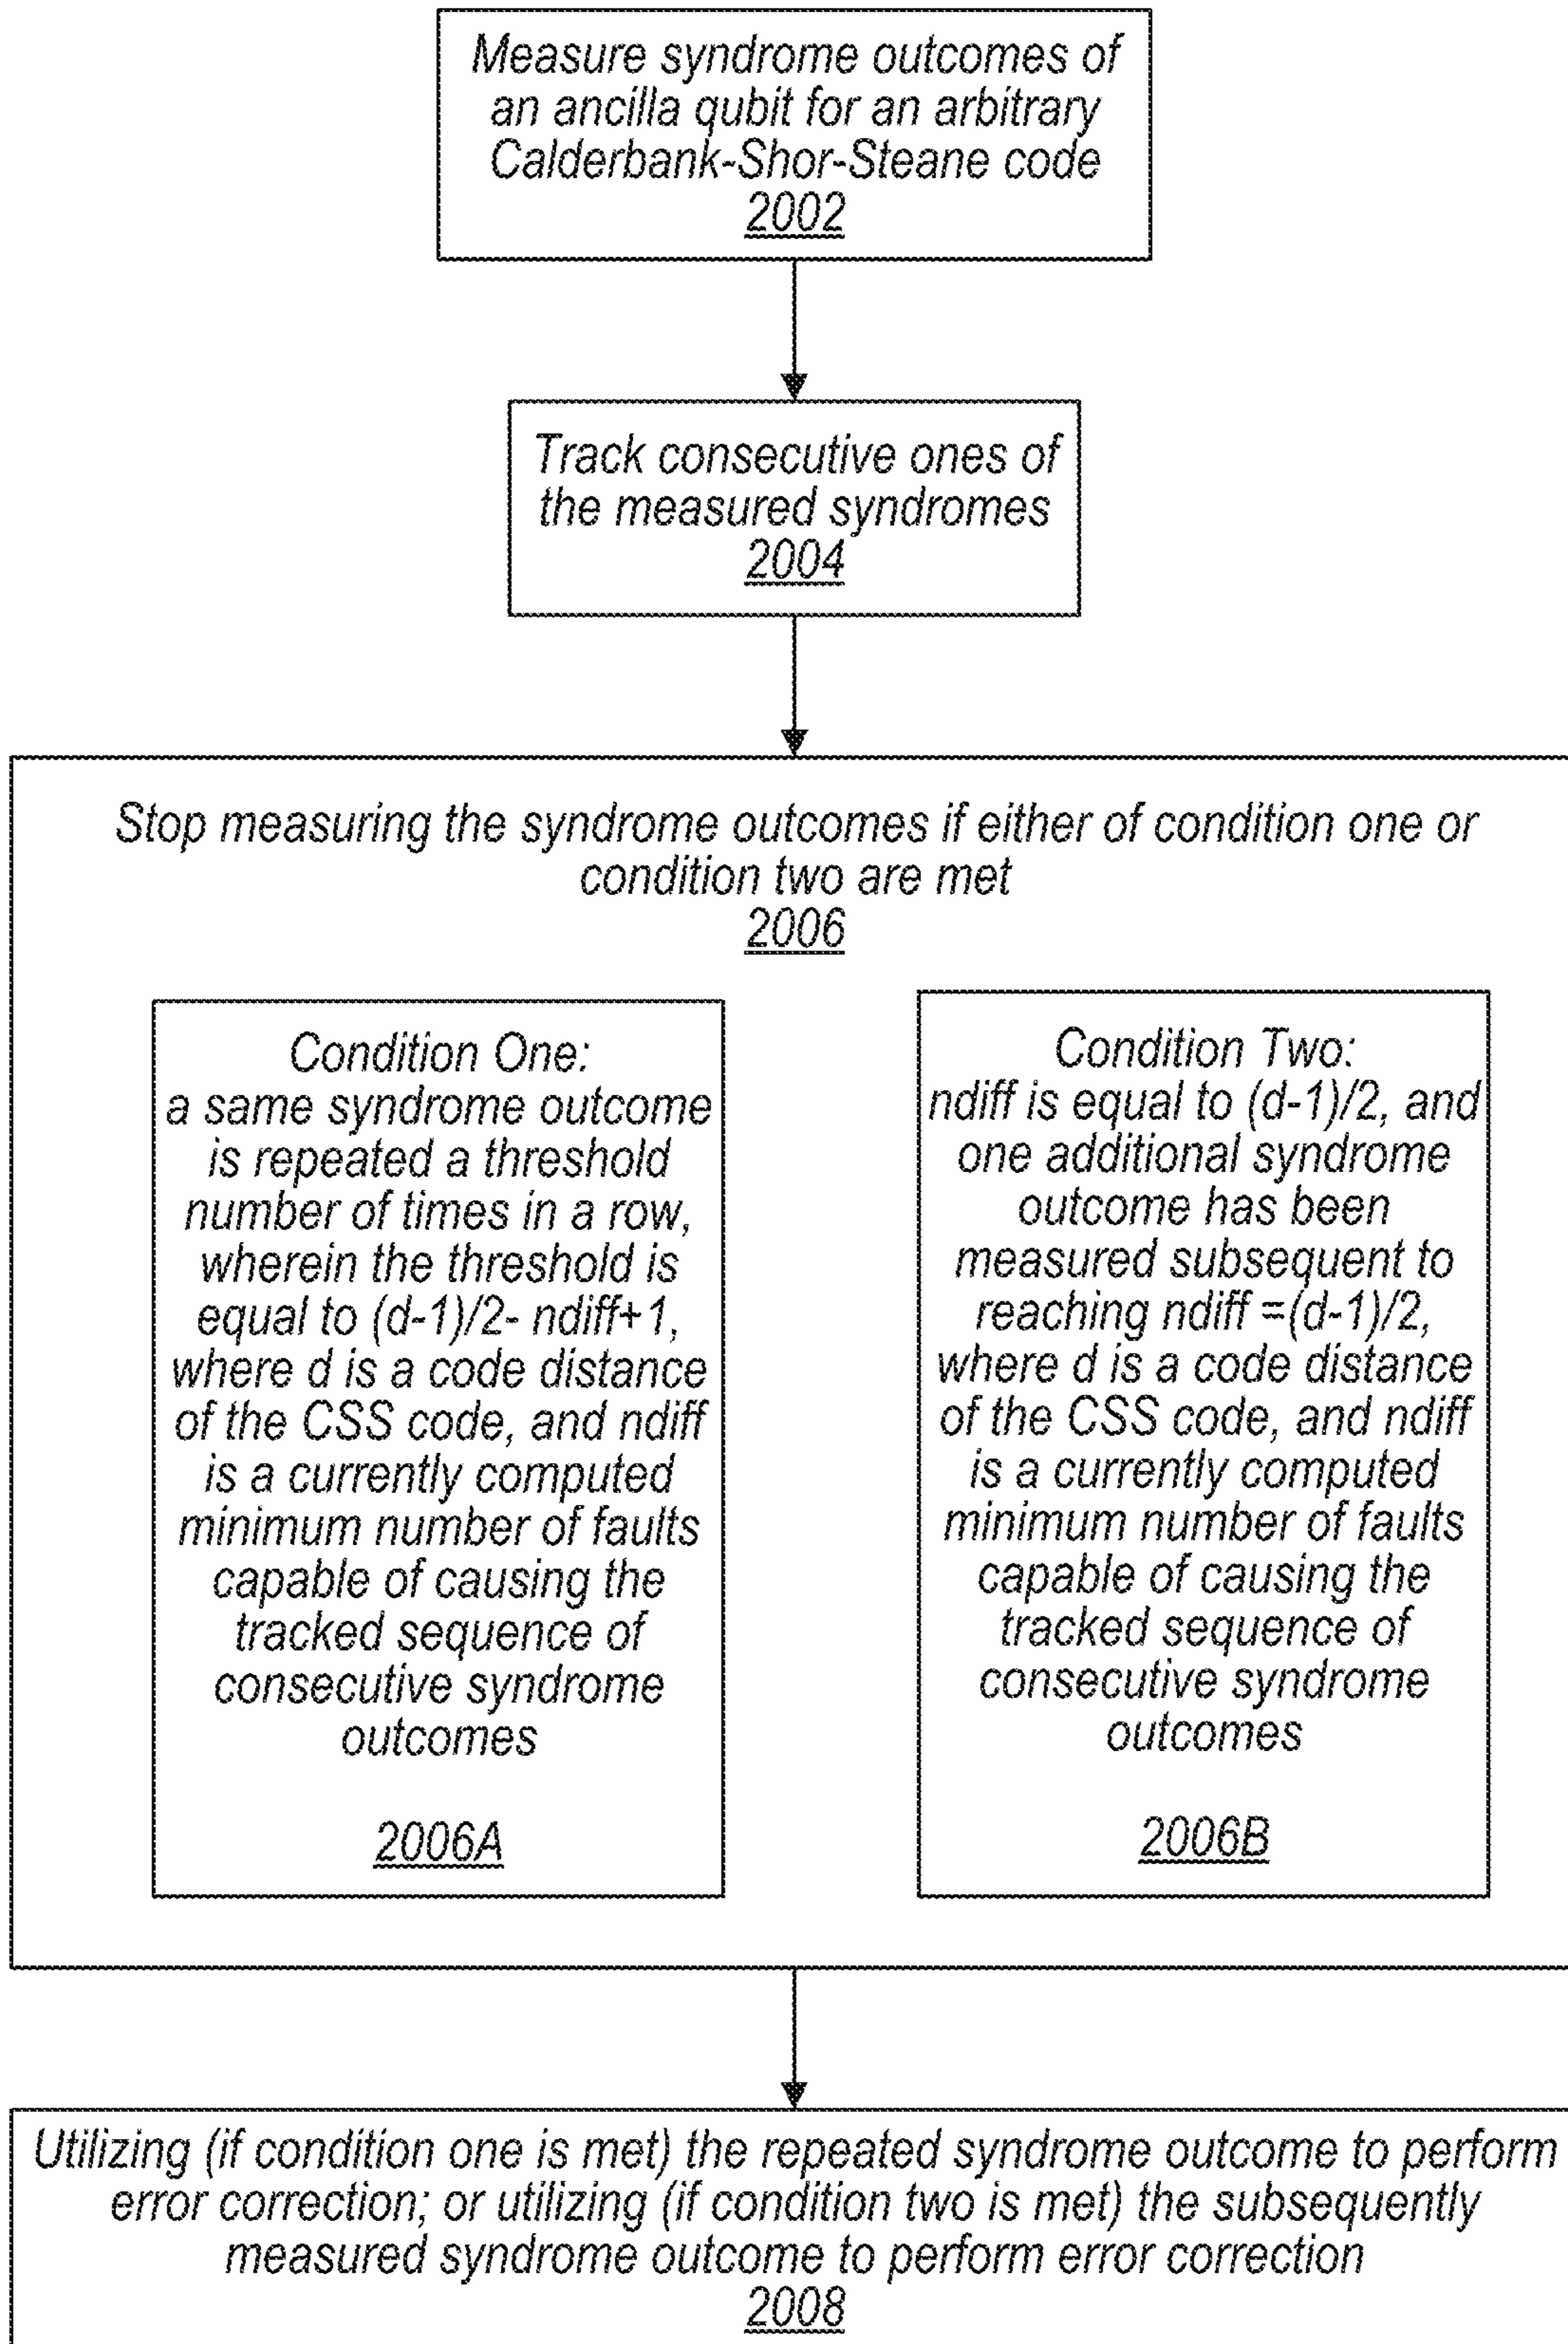 Measure syndrome outcomes of
an ancilla qubit for an arbitrary
Calderbank-Shor-Steane code
2002
Track consecutive ones of
the measured syndromes
2004
Stop measuring the syndrome outcomes if either of condition one or
condition two are met
2006
Condition One:
a same syndrome outcome
is repeated a threshold
number of times in a row,
wherein the threshold is
equal to (d-1)/2- ndiff+1,
where d is a code distance
of the CSS code, and ndiff
is a currently computed
minimum number of faults
capable of causing the
tracked sequence of
consecutive syndrome
outcomes
2006A
Condition Two:
ndiff is equal to (d-1)/2, and
one additional syndrome
outcome has been
measured subsequent to
reaching ndiff =(d-1)/2,
where d is a code distance
of the CSS code, and ndiff
is a currently computed
minimum number of faults
capable of causing the
tracked sequence of
consecutive syndrome
outcomes
2006B
Utilizing (if condition one is met) the repeated syndrome outcome to perform
error correction; or utilizing (if condition two is met) the subsequently
measured syndrome outcome to perform error correction
2008